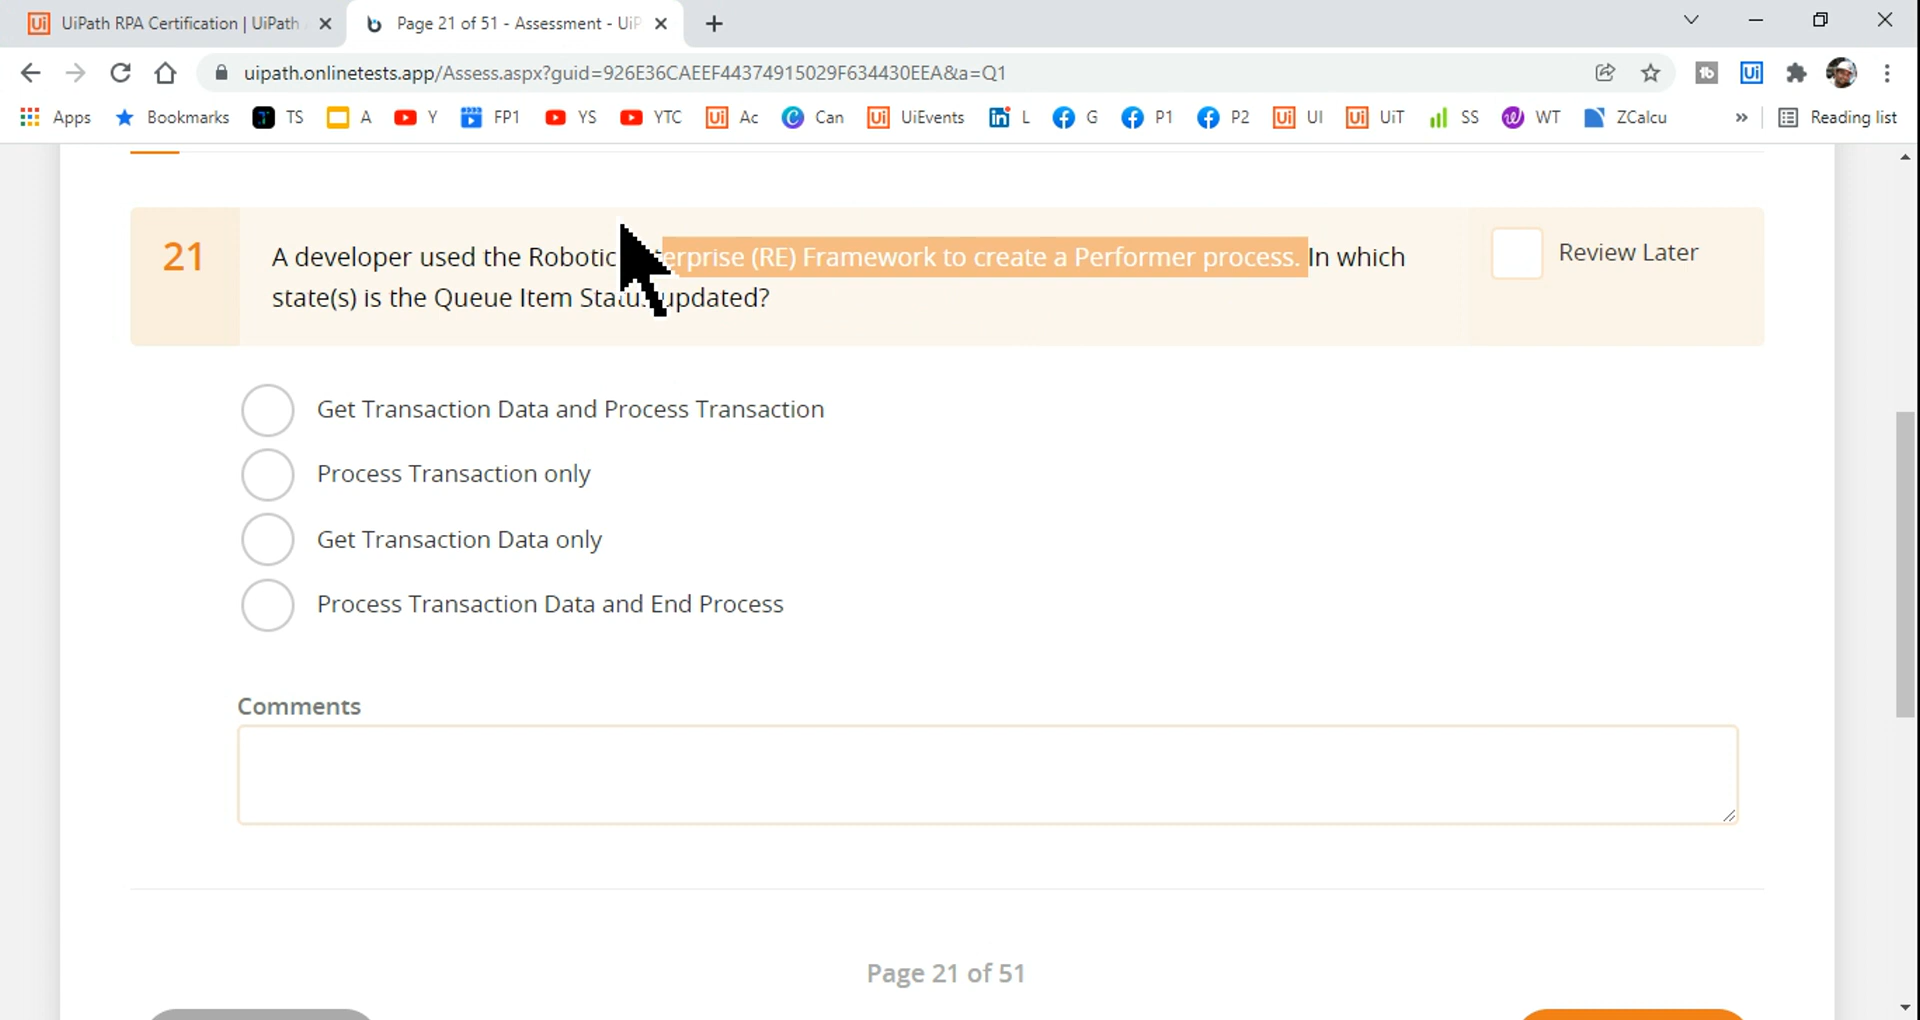 UiPath RPA Certification | UiPath
Page 21 of 51 - Assessment - UiP
uipath.onlinetests.app/Assess.aspx?guid=926E36CAEEF44374915029F634430EEA&a=Q1
Apps Bookmarks TS A Y FP1 YS YTC Ac Can UiEvents L G P1 P2 UI UiT SS WT ZCalcu » Reading list
21
A developer used the Robotic erprise (RE) Framework to create a Performer process. In which
state(s) is the Queue Item updated?
Review Later
Get Transaction Data and Process Transaction
Process Transaction only
Get Transaction Data only
Process Transaction Data and End Process
Comments
Page 21 of 51